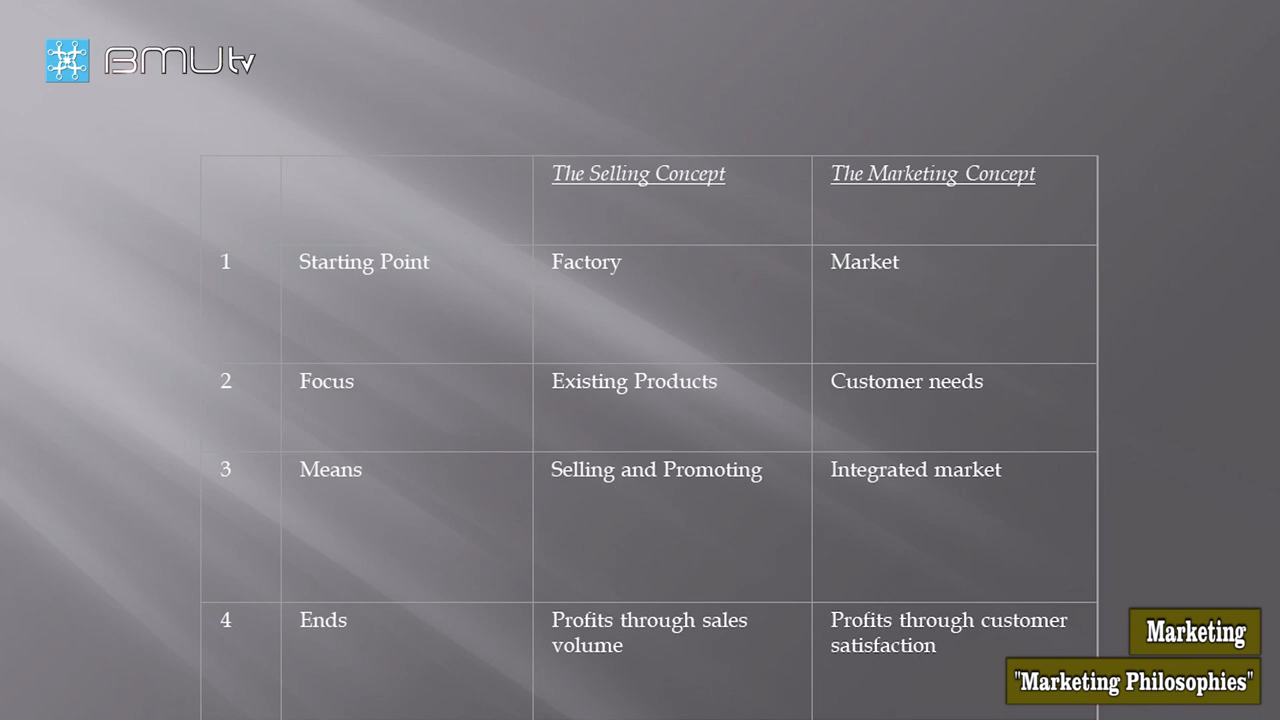 BMUtv
The Selling Concept The Marketing Concept
1 Starting Point Factory Market
2 Focus Existing Products Customer needs
3 Means Selling and Promoting Integrated market
4 Ends Profits through sales Profits through customer
volume satisfaction
Marketing
"Marketing Philosophies"